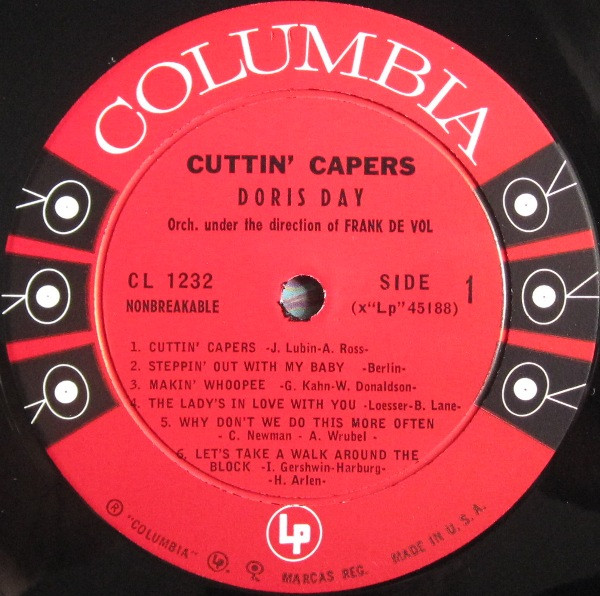 COLUMBIA
CUTTIN' CAPERS
DORIS DAY
Orch. under the direction of FRANK DE VOL
CL 1232
NONBREAKABLE
SIDE 1
(x"Lp"45188)
1. CUTTIN' CAPERS -J. Lubin-A. Ross-
2. STEPPIN' OUT WITH MY BABY -Berlin-
3. MAKIN' WHOOPEE -G. Kahn-W. Donaldson-
4. THE LADY'S IN LOVE WITH YOU -Loesser-B. Lane-
5. WHY DON'T WE DO THIS MORE OFTEN
- C. Newman - A. Wrubel -
6. LET'S TAKE A WALK AROUND THE
BLOCK -I. Gershwin-Harburg-
-H. Arlen-
Lp
® "COLUMBIA" Lp MARCAS REG. MADE IN U.S.A.